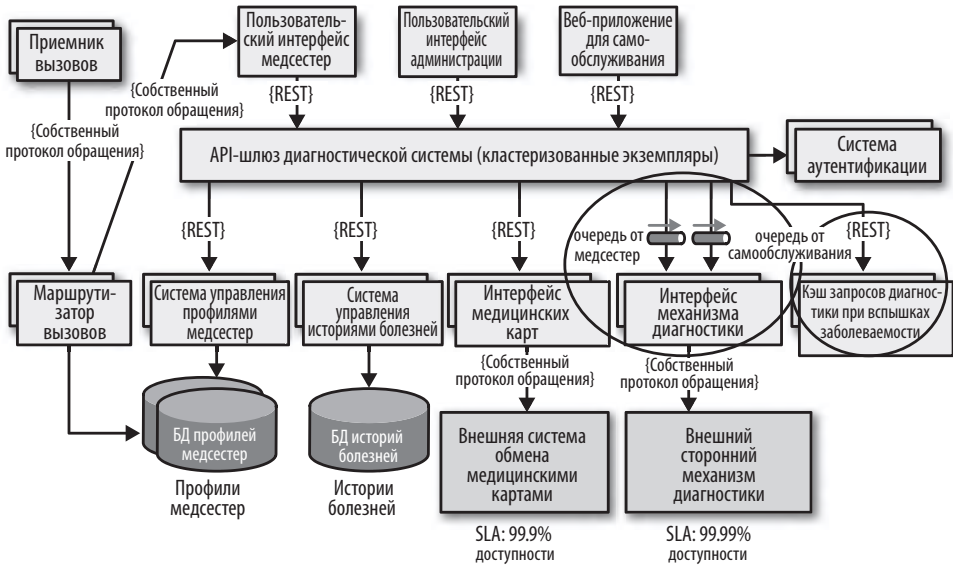 Приемник
вызовов
Пользователь-
ский интерфейс
медсестер
Пользовательский
интерфейс
администрации
Веб-приложение
для само-
обслуживания
{Собственный
протокол обращения}
{REST}
{REST}
{REST}
{Собственный
протокол обращения}
API-шлюз диагностической системы (кластеризованные экземпляры)
Система
аутентификации
{REST}
{REST}
{REST}
очередь от
медсестер
очередь от
самообслуживания
{REST}
Маршрути-
затор
вызовов
Система управления
профилями
медсестер
Система
управления
историями болезней
Интерфейс
медицинских
карт
Интерфейс
механизма
диагностики
Кэш запросов диагнос-
тики при вспышках
заболеваемости
{Собственный
протокол обращения}
{Собственный
протокол обращения}
БД профилей
медсестер
БД историй
болезней
Внешняя система
обмена
медицинскими
картами
Внешний
сторонний
механизм
диагностики
Профили
медсестер
Истории
болезней
SLA: 99.9%
доступности
SLA: 99.99%
доступности